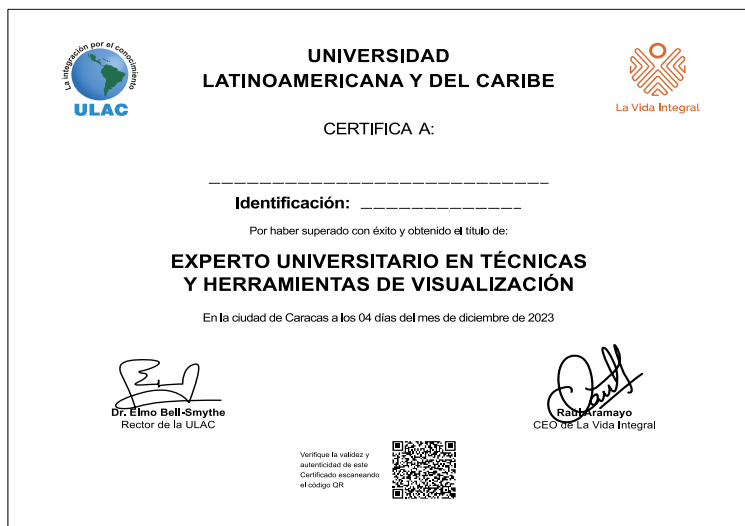 La integración por el conocimiento
ULAC
UNIVERSIDAD
LATINOAMERICANA Y DEL CARIBE
La Vida Integral
CERTIFICA A:
Identificación:
Por haber superado con éxito y obtenido el título de:
EXPERTO UNIVERSITARIO EN TÉCNICAS
Y HERRAMIENTAS DE VISUALIZACIÓN
En la ciudad de Caracas a los 04 días del mes de diciembre de 2023
Dr. Elmo Bell-Smythe
Rector de la ULAC
Raúl Aramayo
CEO de La Vida Integral
Verifique la validez y
autenticidad de este
Certificado escaneando
el código QR